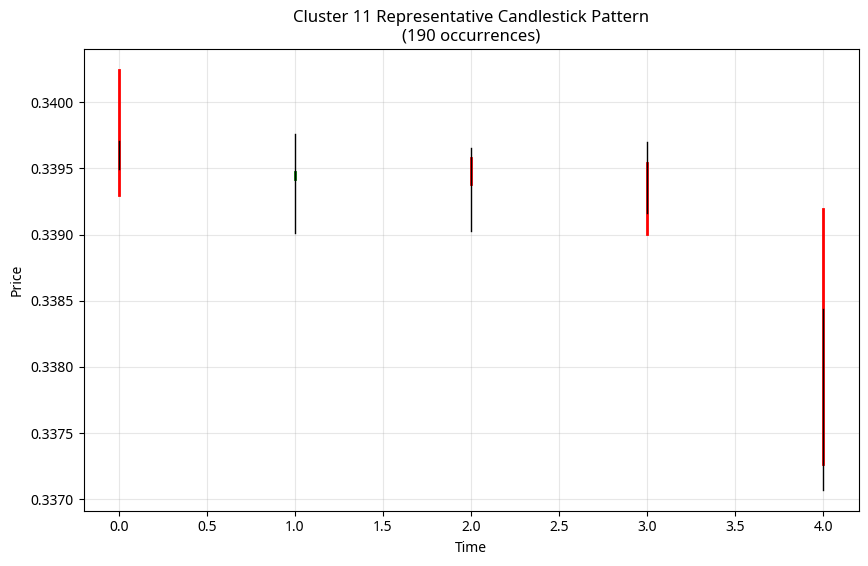 Cluster 11 Representative Candlestick Pattern
(190 occurrences)
Price
0.3400
0.3395
0.3390
0.3385
0.3380
0.3375
0.3370
0.0 0.5 1.0 1.5 2.0 2.5 3.0 3.5 4.0
Time